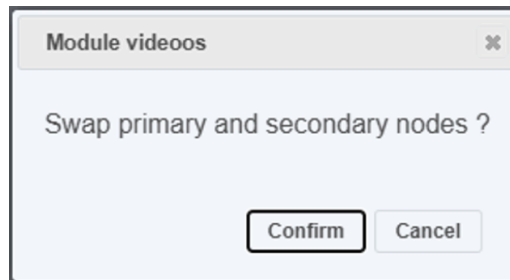 Module videoos
Swap primary and secondary nodes ?
Confirm Cancel